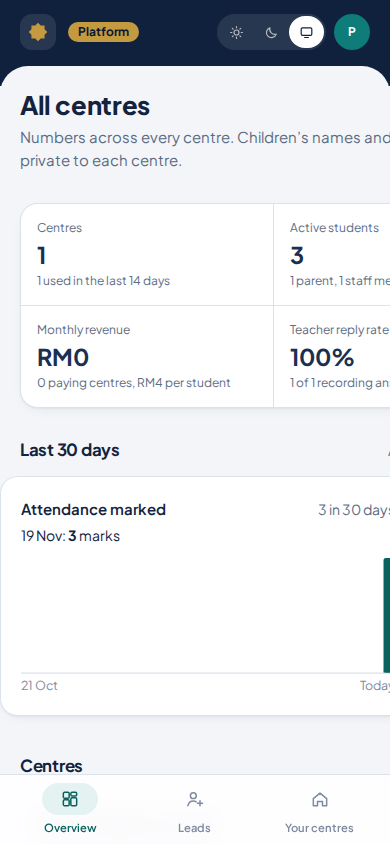 Platform
P
All centres
Numbers across every centre. Children's names and
private to each centre.
Centres
Active students
1
3
1 used in the last 14 days
1 parent, 1 staff
Monthly revenue
Teacher reply rate
RM0
100%
0 paying centres, RM4 per student
1 of 1 recording
Last 30 days
Attendance marked
3 in 30 days
19 Nov: 3 marks
21 Oct
Today
Centres
Overview
Leads
Your centres